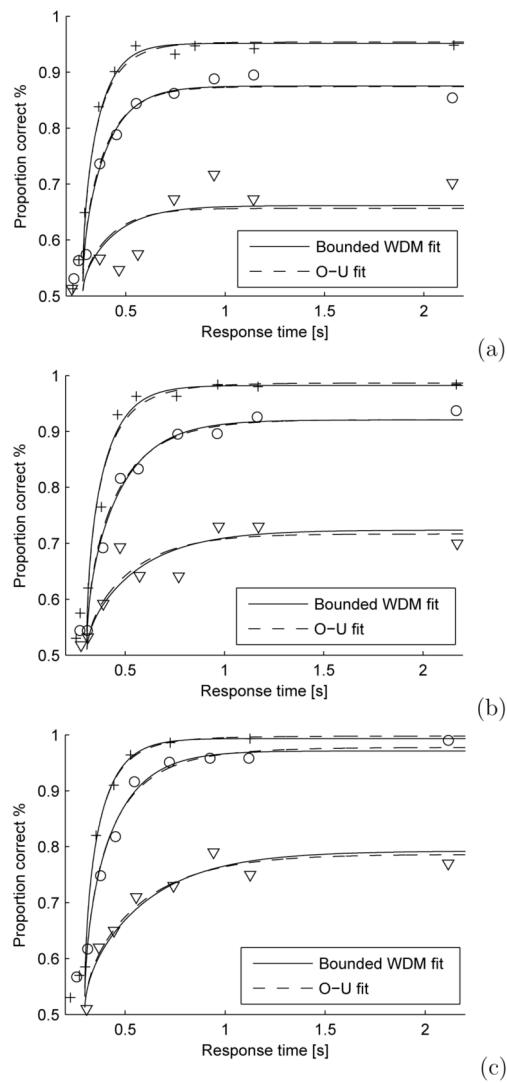 1
0.9
0.8
0.7
0.6
0.5
Proportion correct %
Bounded WDM fit
O−U fit
0.5 1 1.5 2
Response time [s]
(a)
1
0.9
0.8
0.7
0.6
0.5
Proportion correct %
Bounded WDM fit
O−U fit
0.5 1 1.5 2
Response time [s]
(b)
1
0.9
0.8
0.7
0.6
0.5
Proportion correct %
Bounded WDM fit
O−U fit
0.5 1 1.5 2
Response time [s]
(c)